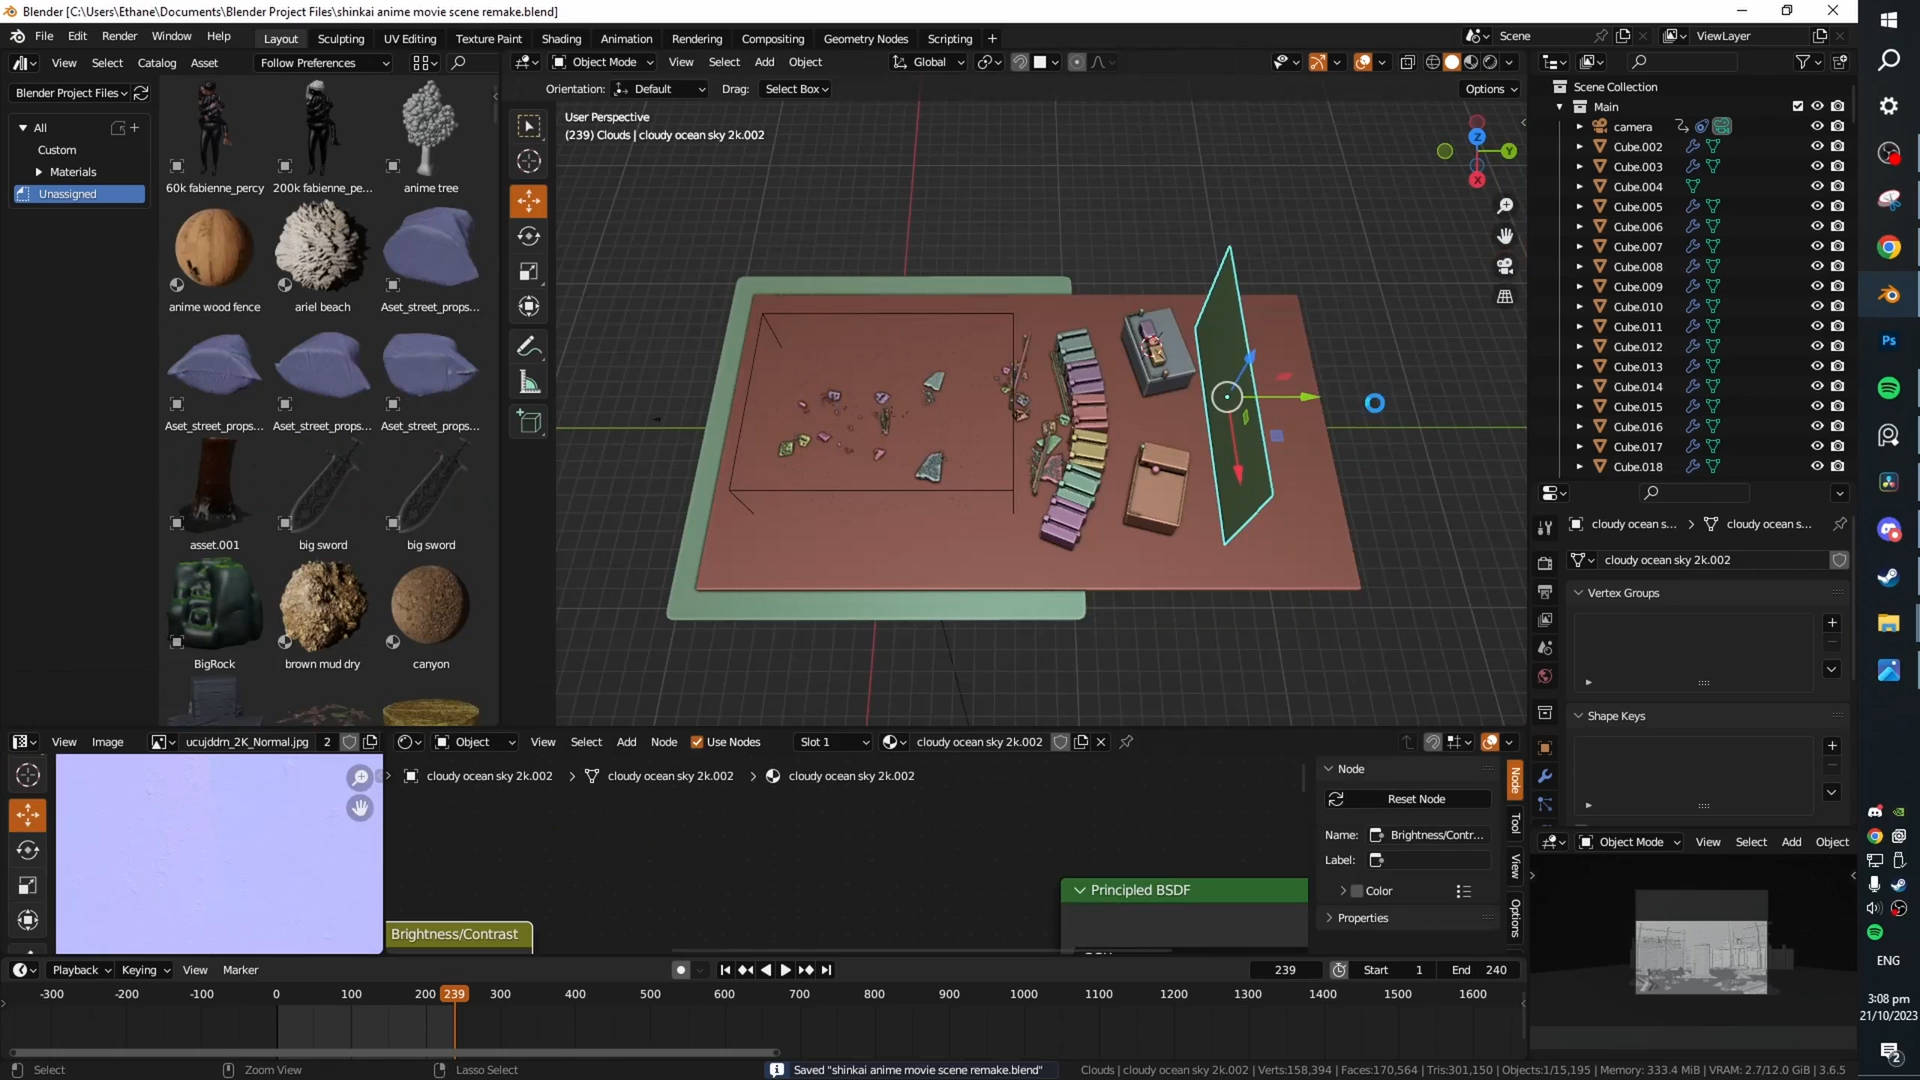 Blender [C:\Users\Ethane\Documents\Blender Project Files\shinkai anime movie scene remake.blend]
File Edit Render Window Help Layout Sculpting UV Editing Texture Paint Shading Animation Rendering Compositing Geometry Nodes Scripting + Scene ViewLayer
View Select Catalog Asset Follow Preferences Object Mode View Select Add Object Global
Blender Project Files Orientation: Default Drag: Select Box Options
All
Custom
Materials
Unassigned
60k fabienne_percy 200k fabienne_pe... anime tree
anime wood fence ariel beach Aset_street_props...
Aset_street_props... Aset_street_props... Aset_street_props...
asset.001 big sword big sword
BigRock brown mud dry canyon
User Perspective
(239) Clouds | cloudy ocean sky 2k.002
Z
Y
X
Scene Collection
Main
camera
Cube.002
Cube.003
Cube.004
Cube.005
Cube.006
Cube.007
Cube.008
Cube.009
Cube.010
Cube.011
Cube.012
Cube.013
Cube.014
Cube.015
Cube.016
Cube.017
Cube.018
cloudy ocean s... cloudy ocean s...
cloudy ocean sky 2k.002
Vertex Groups
Shape Keys
View Image ucujddrn_2K_Normal.jpg 2 Object View Select Add Node Use Nodes Slot 1 cloudy ocean sky 2k.002
cloudy ocean sky 2k.002 > cloudy ocean sky 2k.002 > cloudy ocean sky 2k.002
Brightness/Contrast
Principled BSDF
Node
Reset Node
Name: Brightness/Contr...
Label:
Color
Properties
Node
Tool
View
Options
Object Mode View Select Add Object
Playback Keying View Marker 239 Start 1 End 240
-300 -200 -100 0 100 200 239 300 400 500 600 700 800 900 1000 1100 1200 1300 1400 1500 1600
Select Zoom View Lasso Select Saved "shinkai anime movie scene remake.blend" Clouds | cloudy ocean sky 2k.002 | Verts:158,394 | Faces:170,564 | Tris:301,150 | Objects:1/15,195 | Memory: 333.4 MiB | VRAM: 2.7/12.0 GiB | 3.6.5
Ps
ENG
3:08 pm
21/10/2023
2